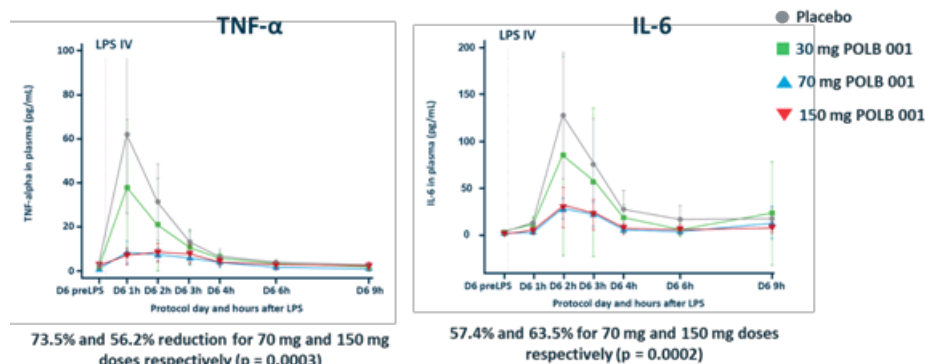 TNF-α
LPS IV
100
80
60
40
20
0
TNF-alpha in plasma (pg/mL)
D6 preLPS D6 1h D6 2h D6 3h D6 4h D6 6h D6 9h
Protocol day and hours after LPS
73.5% and 56.2% reduction for 70 mg and 150 mg
doses respectively (p = 0.0003)
IL-6
LPS IV
200
150
100
50
0
IL-6 in plasma (pg/mL)
D6 preLPS D6 1h D6 2h D6 3h D6 4h D6 6h D6 9h
Protocol day and hours after LPS
57.4% and 63.5% for 70 mg and 150 mg doses
respectively (p = 0.0002)
Placebo
30 mg POLB 001
70 mg POLB 001
150 mg POLB 001